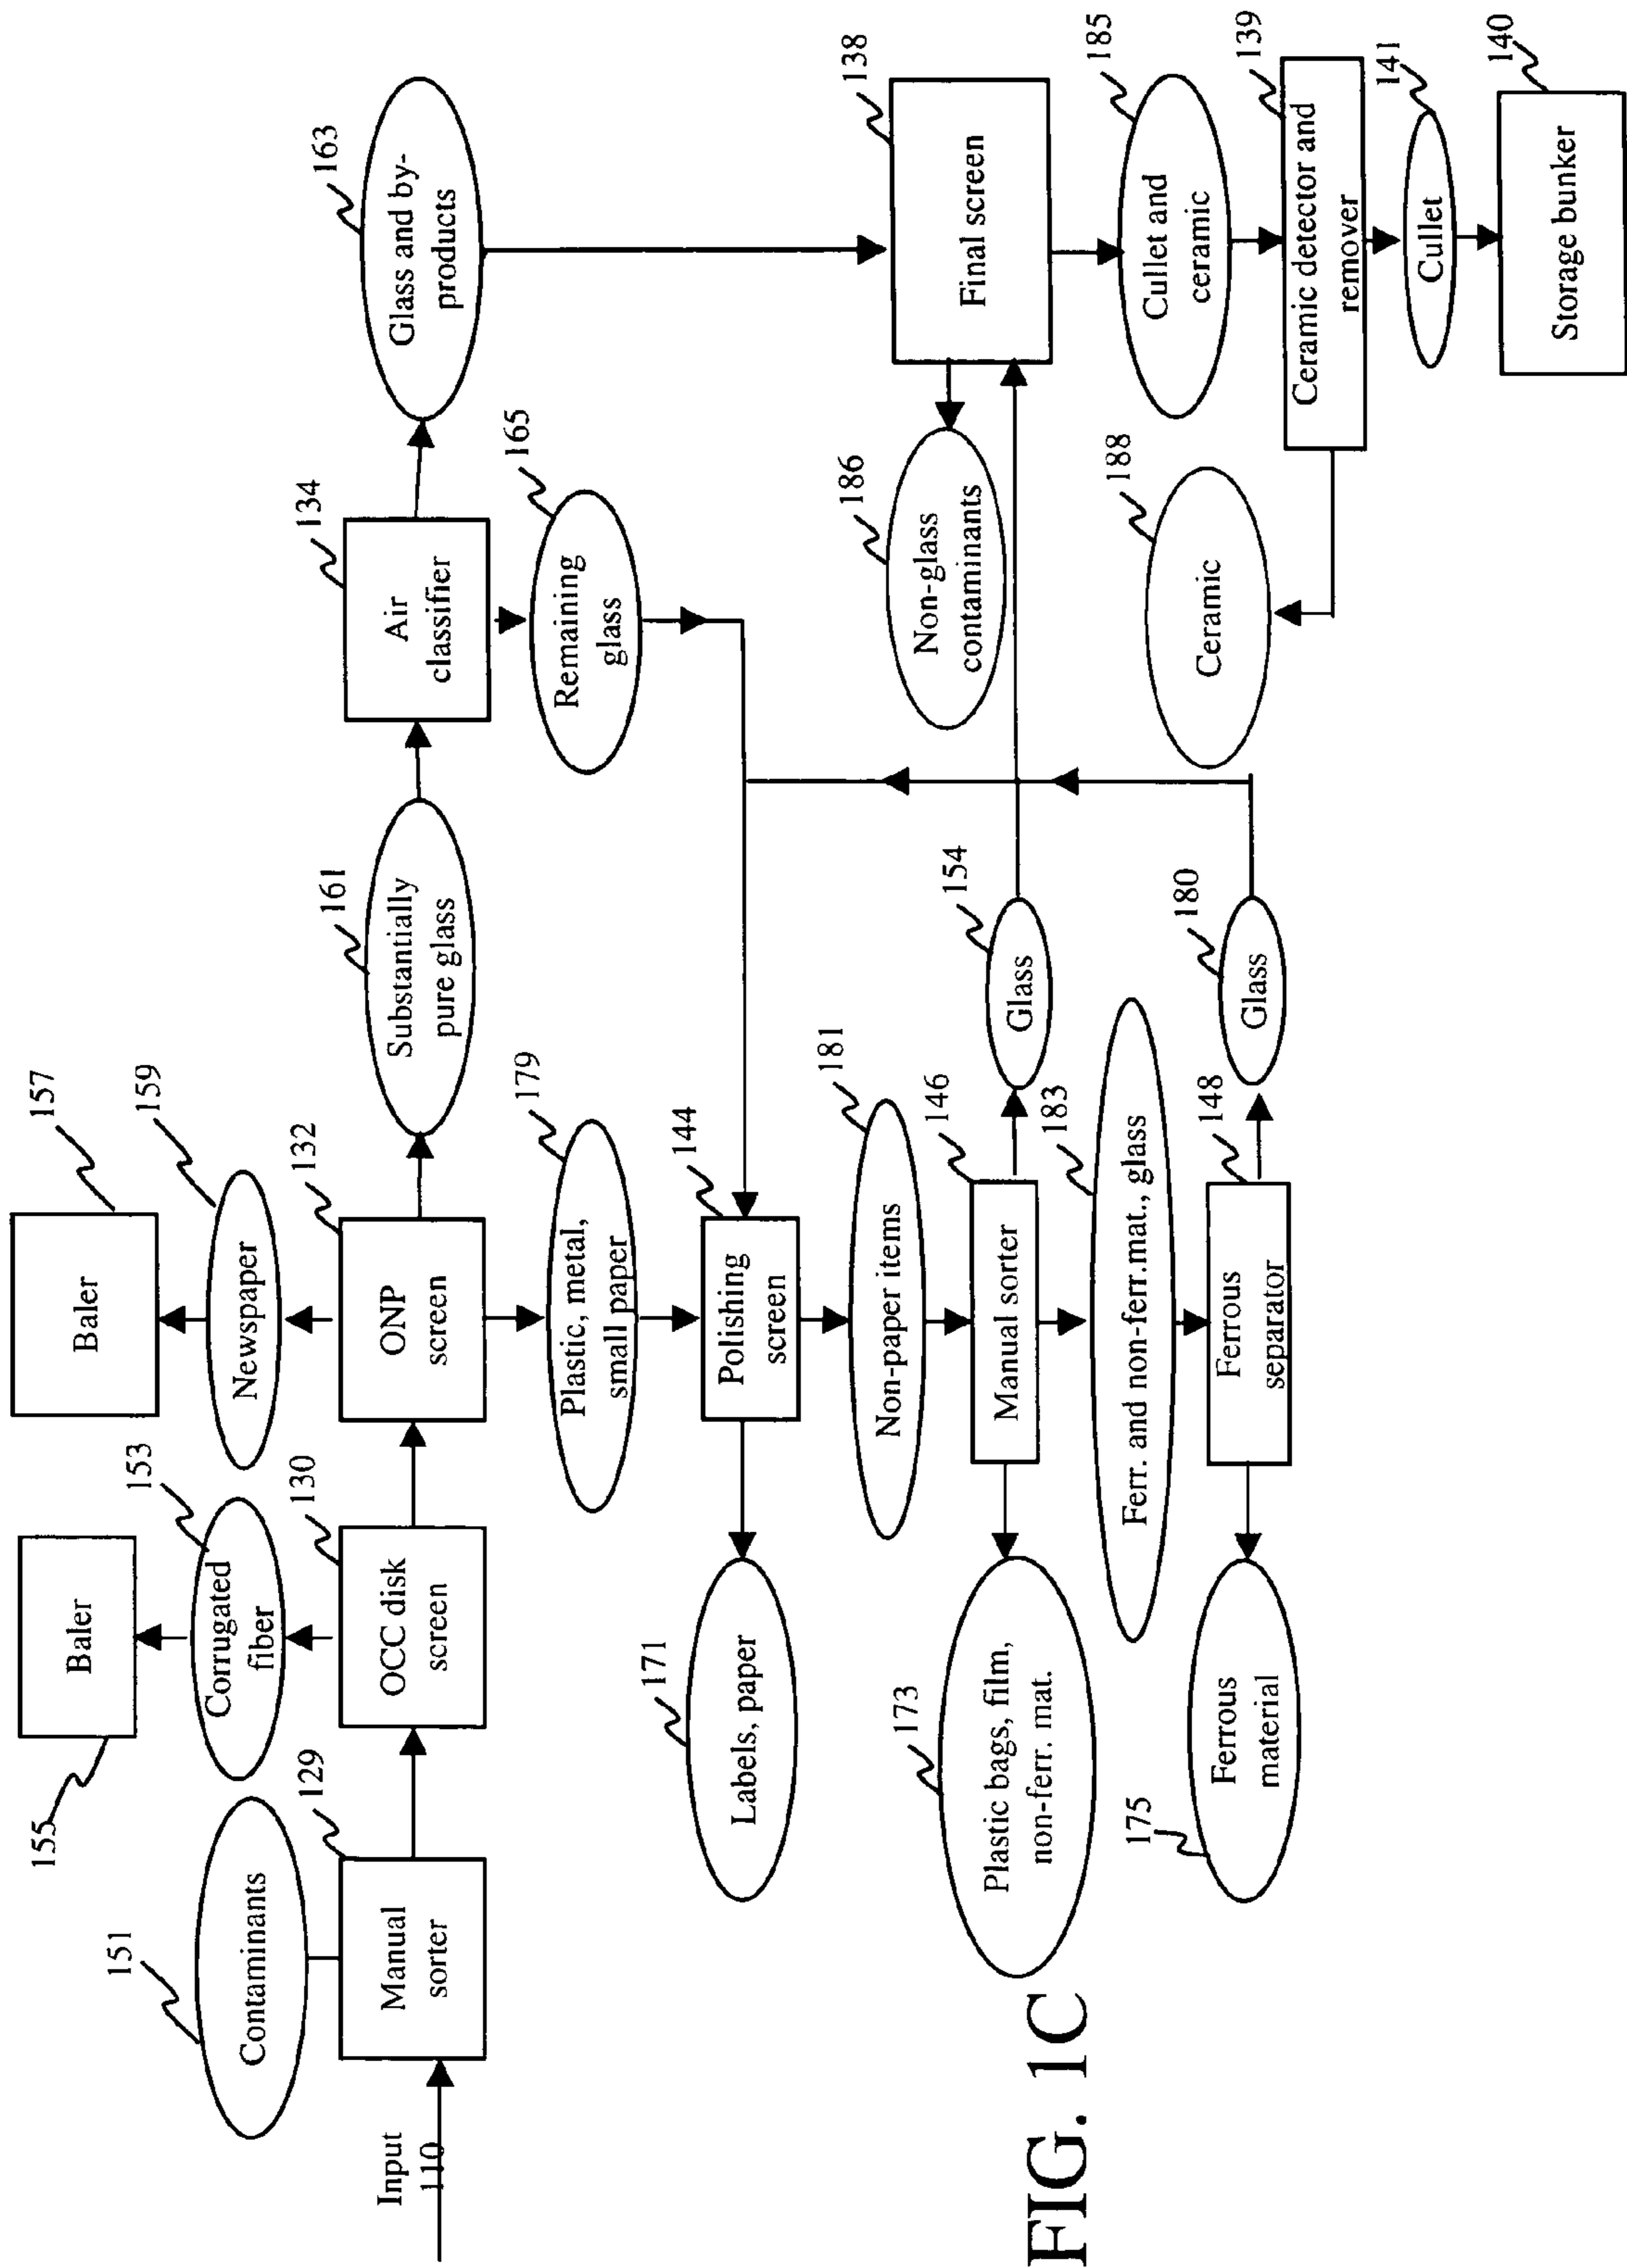 155
Baler
157
Baler
153
Corrugated
fiber
159
Newspaper
151
Contaminants
129
Manual
sorter
130
OCC disk
screen
132
ONP
screen
161
Substantially
pure glass
134
Air
classifier
163
Glass and by-
products
Input
110
179
Plastic, metal,
small paper
165
Remaining
glass
171
Labels, paper
144
Polishing
screen
181
Non-paper items
186
Non-glass
contaminants
138
Final screen
173
Plastic bags, film,
non-ferr. mat.
146
Manual sorter
154
Glass
183
Ferr. and non-ferr.mat., glass
185
Cullet and
ceramic
175
Ferrous
material
148
Ferrous
separator
180
Glass
188
Ceramic
139
Ceramic detector and
remover
141
Cullet
140
Storage bunker
FIG. 1C